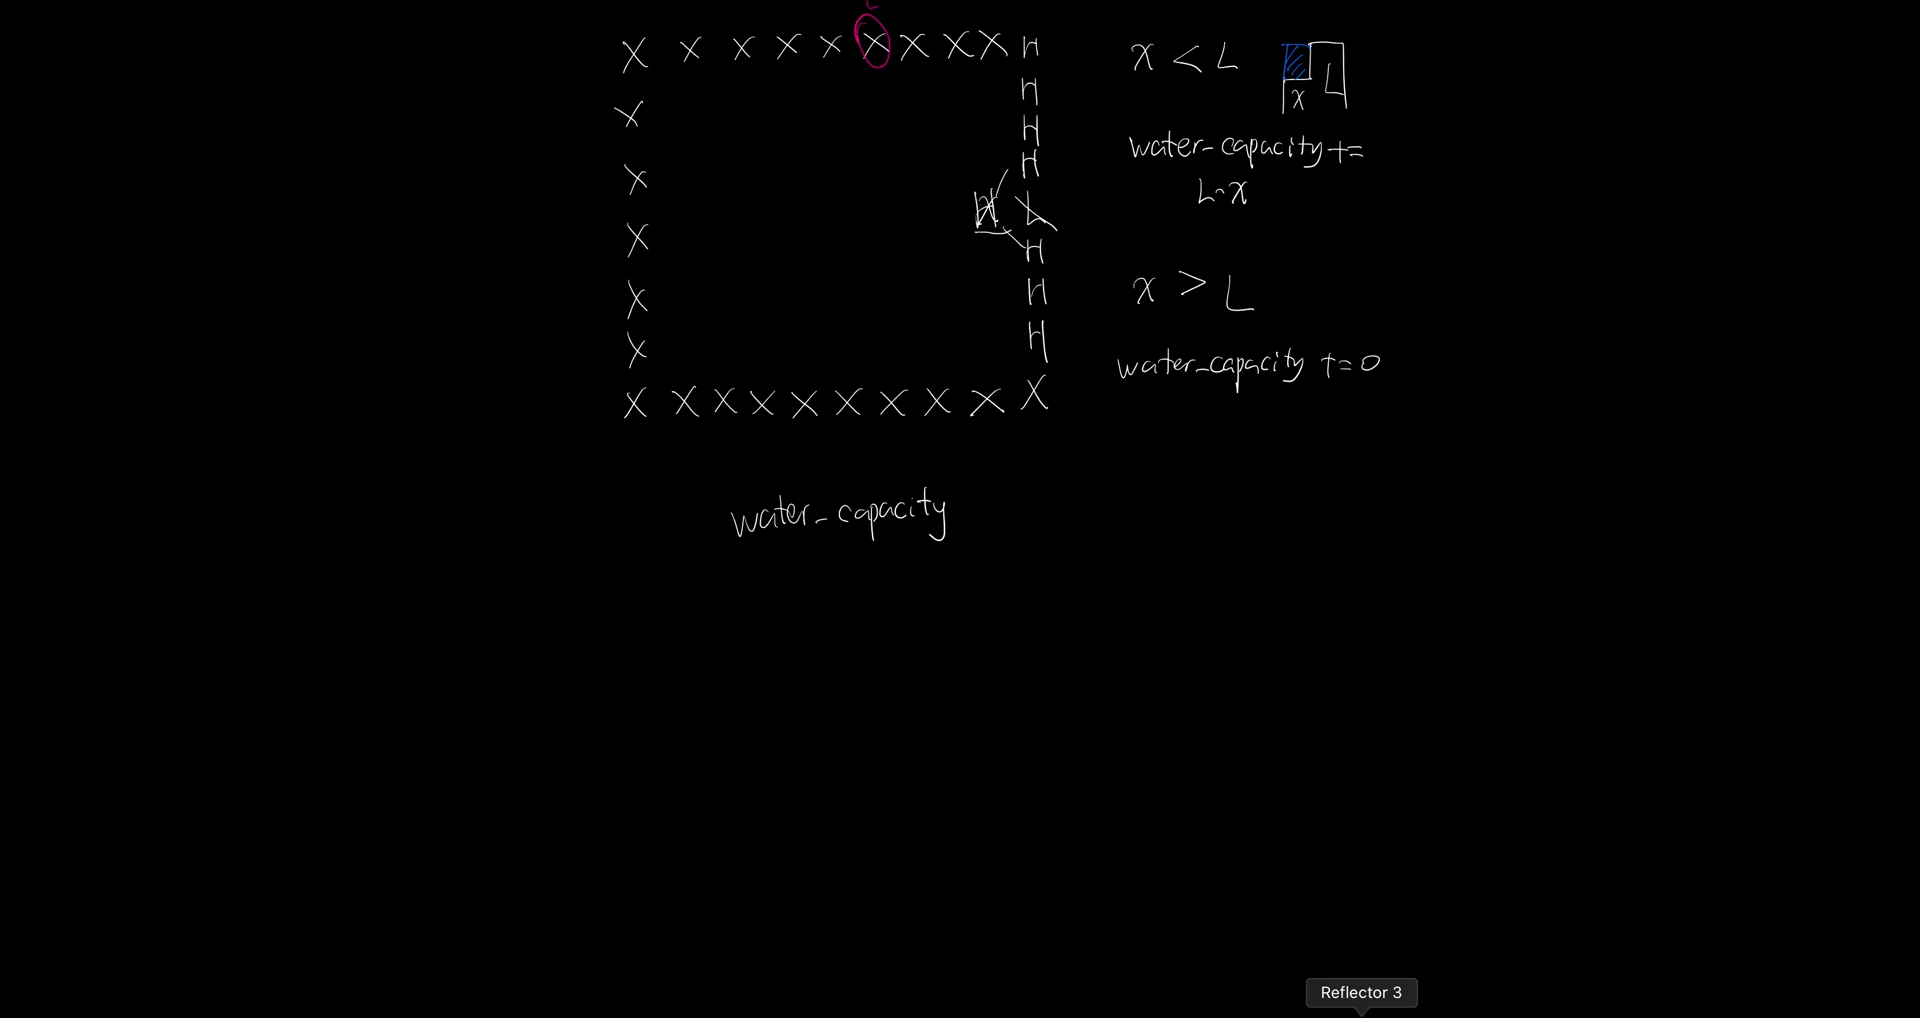 X X X X X X X X X H
H
H
H
X
X
L
X
H
X
H
X
H
X X X X X X X X X X
x < L
x L
water_capacity +=
L-x
x > L
water_capacity += 0
water_capacity
Reflector 3